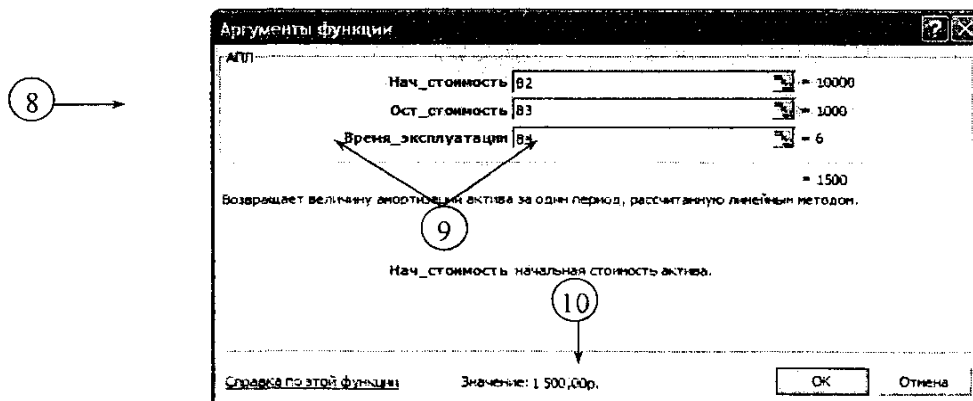 Аргументы функции
АПЛ
Нач_стоимость B2 = 10000
8
Ост_стоимость B3 = 1000
Время_эксплуатации B4 = 6
= 1500
Возвращает величину амортизации актива за один период, рассчитанную линейным методом.
9
Нач_стоимость начальная стоимость актива.
10
Справка по этой функции Значение: 1 500,00р. OK Отмена